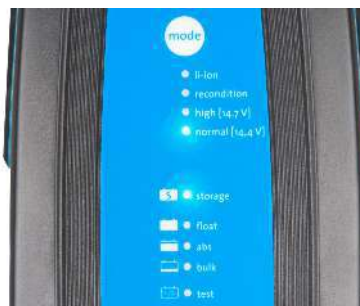 mode
li-ion
recondition
high (14.7 V)
normal (14.4 V)
S storage
float
abs
bulk
test